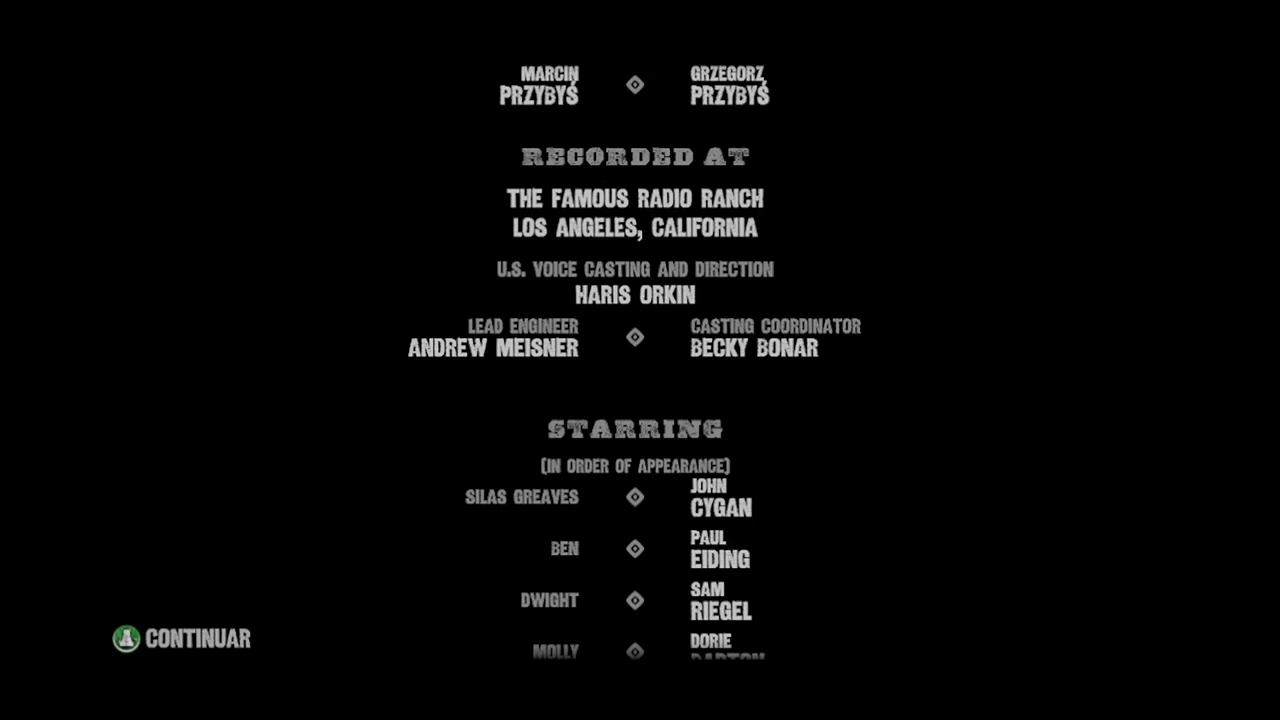 MARCIN GRZEGORZ
PRZYBYŚ PRZYBYŚ
RECORDED AT
THE FAMOUS RADIO RANCH
LOS ANGELES, CALIFORNIA
U.S. VOICE CASTING AND DIRECTION
HARIS ORKIN
LEAD ENGINEER CASTING COORDINATOR
ANDREW MEISNER BECKY BONAR
STARRING
(IN ORDER OF APPEARANCE)
SILAS GREAVES JOHN
CYGAN
BEN PAUL
EIDING
DWIGHT SAM
RIEGEL
MOLLY DORIE
A CONTINUAR